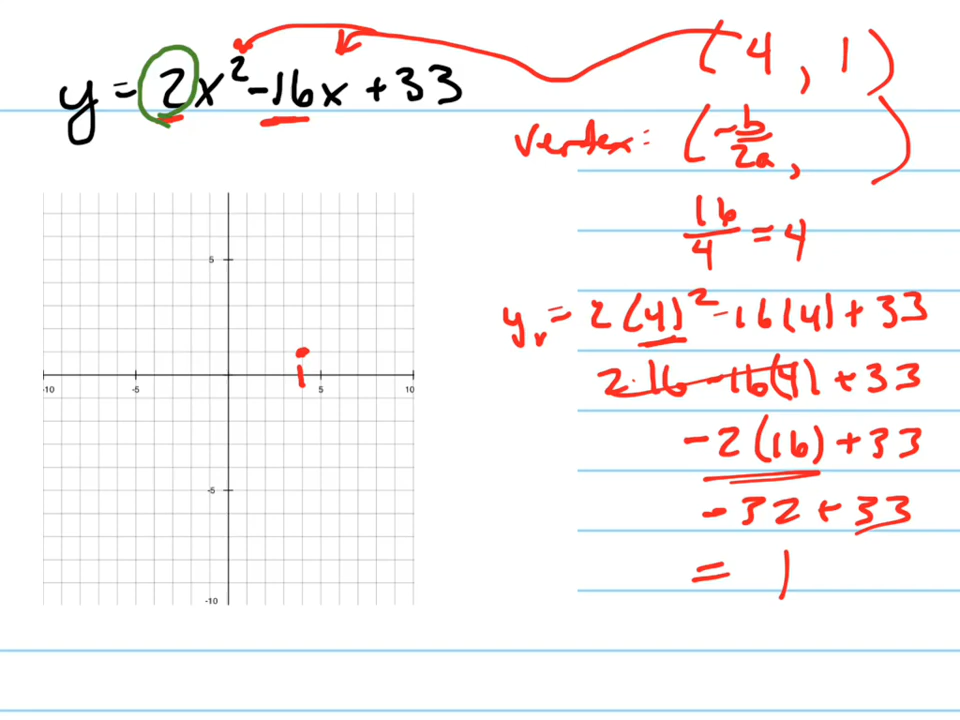 (4, 1)
y = 2x² - 16x + 33
vertex: (-b/2a, )
16/4 = 4
yv = 2(4)² - 16(4) + 33
2·16 - 16(4) + 33
-2(16) + 33
-32 + 33
= 1
5
-10 -5 5 10
-5
-10